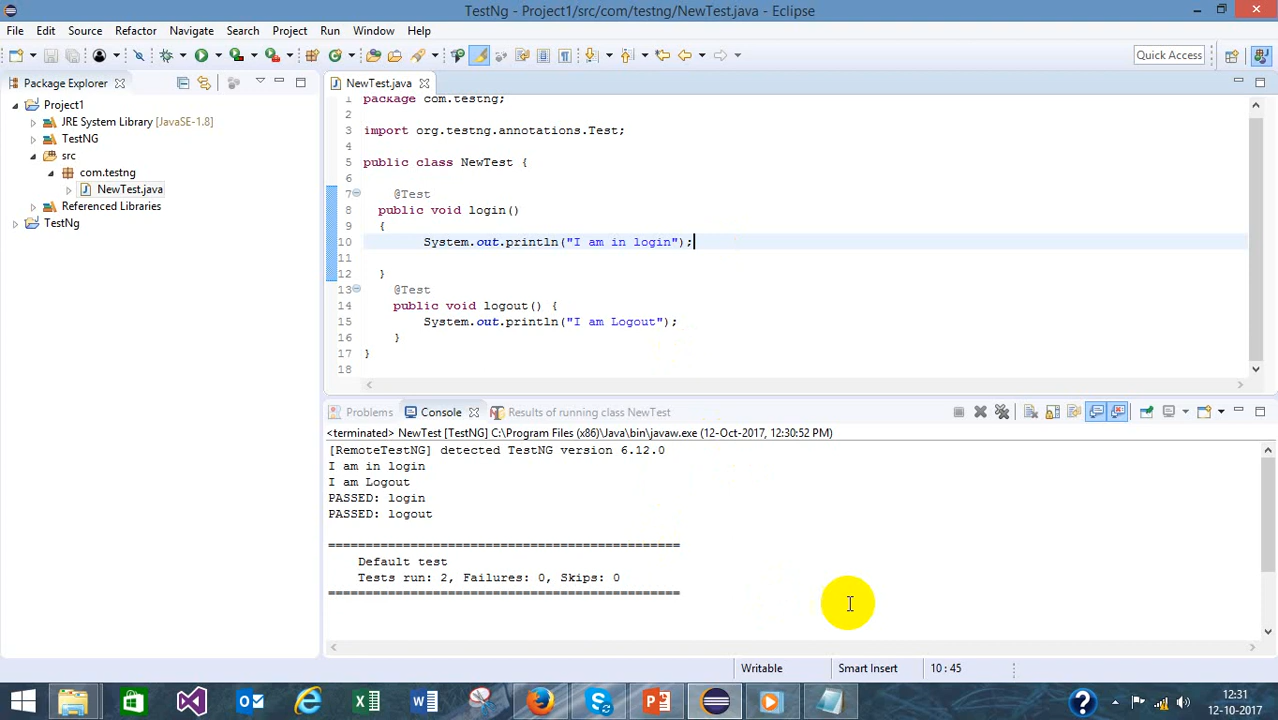 TestNg - Project1/src/com/testng/NewTest.java - Eclipse
File Edit Source Refactor Navigate Search Project Run Window Help
Quick Access
Package Explorer
NewTest.java
Project1
JRE System Library [JavaSE-1.8]
TestNG
src
com.testng
NewTest.java
Referenced Libraries
TestNg
1 package com.testng;
2
3 import org.testng.annotations.Test;
4
5 public class NewTest {
6
7 @Test
8 public void login()
9 {
10 System.out.println("I am in login");
11
12 }
13 @Test
14 public void logout() {
15 System.out.println("I am Logout");
16 }
17 }
18
Problems Console Results of running class NewTest
<terminated> NewTest [TestNG] C:\Program Files (x86)\Java\bin\javaw.exe (12-Oct-2017, 12:30:52 PM)
[RemoteTestNG] detected TestNG version 6.12.0
I am in login
I am Logout
PASSED: login
PASSED: logout
===============================================
Default test
Tests run: 2, Failures: 0, Skips: 0
===============================================
Writable Smart Insert 10 : 45
12:31
12-10-2017